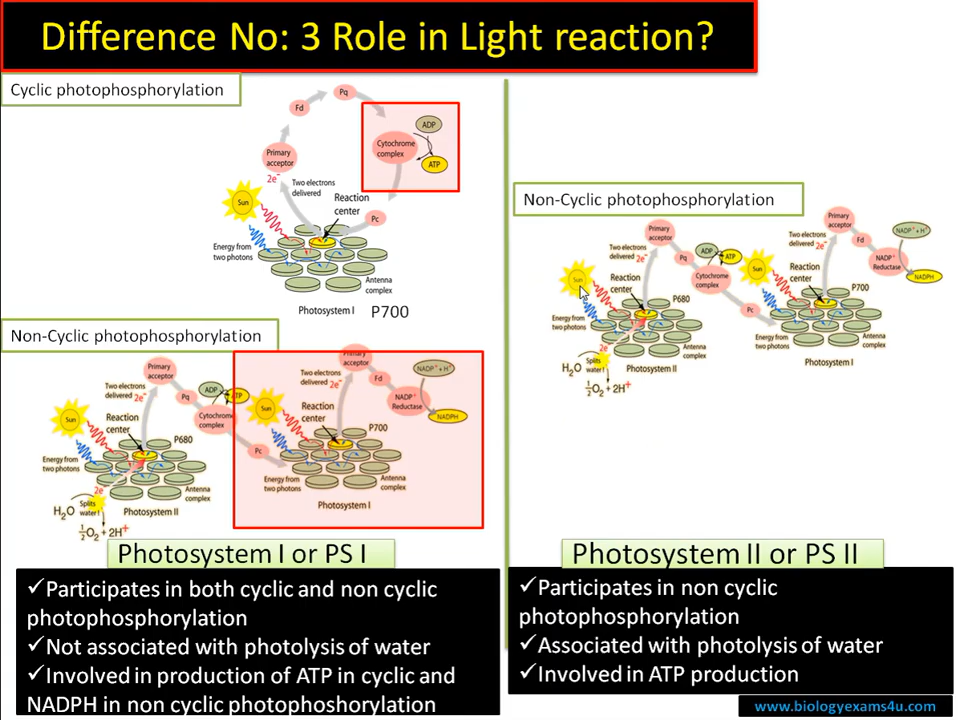 Difference No: 3 Role in Light reaction?
Cyclic photophosphorylation
Pq
Fd
ADP
Cytochrome
complex
ATP
Primary
acceptor
2e⁻
Two electrons
delivered
Sun
Reaction
center
Pc
Energy from
two photons
Antenna
complex
Photosystem I
P700
Non-Cyclic photophosphorylation
Primary
acceptor
Two electrons
delivered 2e⁻
Pq
ADP
ATP
Cytochrome
complex
Sun
Reaction
center
P680
Pc
Energy from
two photons
2e
Splits
water!
H₂O
½O₂ + 2H⁺
Antenna
complex
Photosystem II
Primary
acceptor
Two electrons
delivered 2e⁻
Fd
NADP⁺ + H⁺
NADP⁺
Reductase
NADPH
Sun
Reaction
center
P700
Energy from
two photons
Antenna
complex
Photosystem I
Photosystem I or PS I
✓Participates in both cyclic and non cyclic
photophosphorylation
✓Not associated with photolysis of water
✓Involved in production of ATP in cyclic and
NADPH in non cyclic photophoshorylation
Non-Cyclic photophosphorylation
Primary
acceptor
Two electrons
delivered 2e⁻
Pq
ADP
ATP
Cytochrome
complex
Sun
Reaction
center
P680
Pc
Energy from
two photons
2e
Splits
water!
H₂O
½O₂ + 2H⁺
Antenna
complex
Photosystem II
Primary
acceptor
Two electrons
delivered 2e⁻
Fd
NADP⁺ + H⁺
NADP⁺
Reductase
NADPH
Sun
Reaction
center
P700
Energy from
two photons
Antenna
complex
Photosystem I
Photosystem II or PS II
✓Participates in non cyclic
photophosphorylation
✓Associated with photolysis of water
✓Involved in ATP production
www.biologyexams4u.com